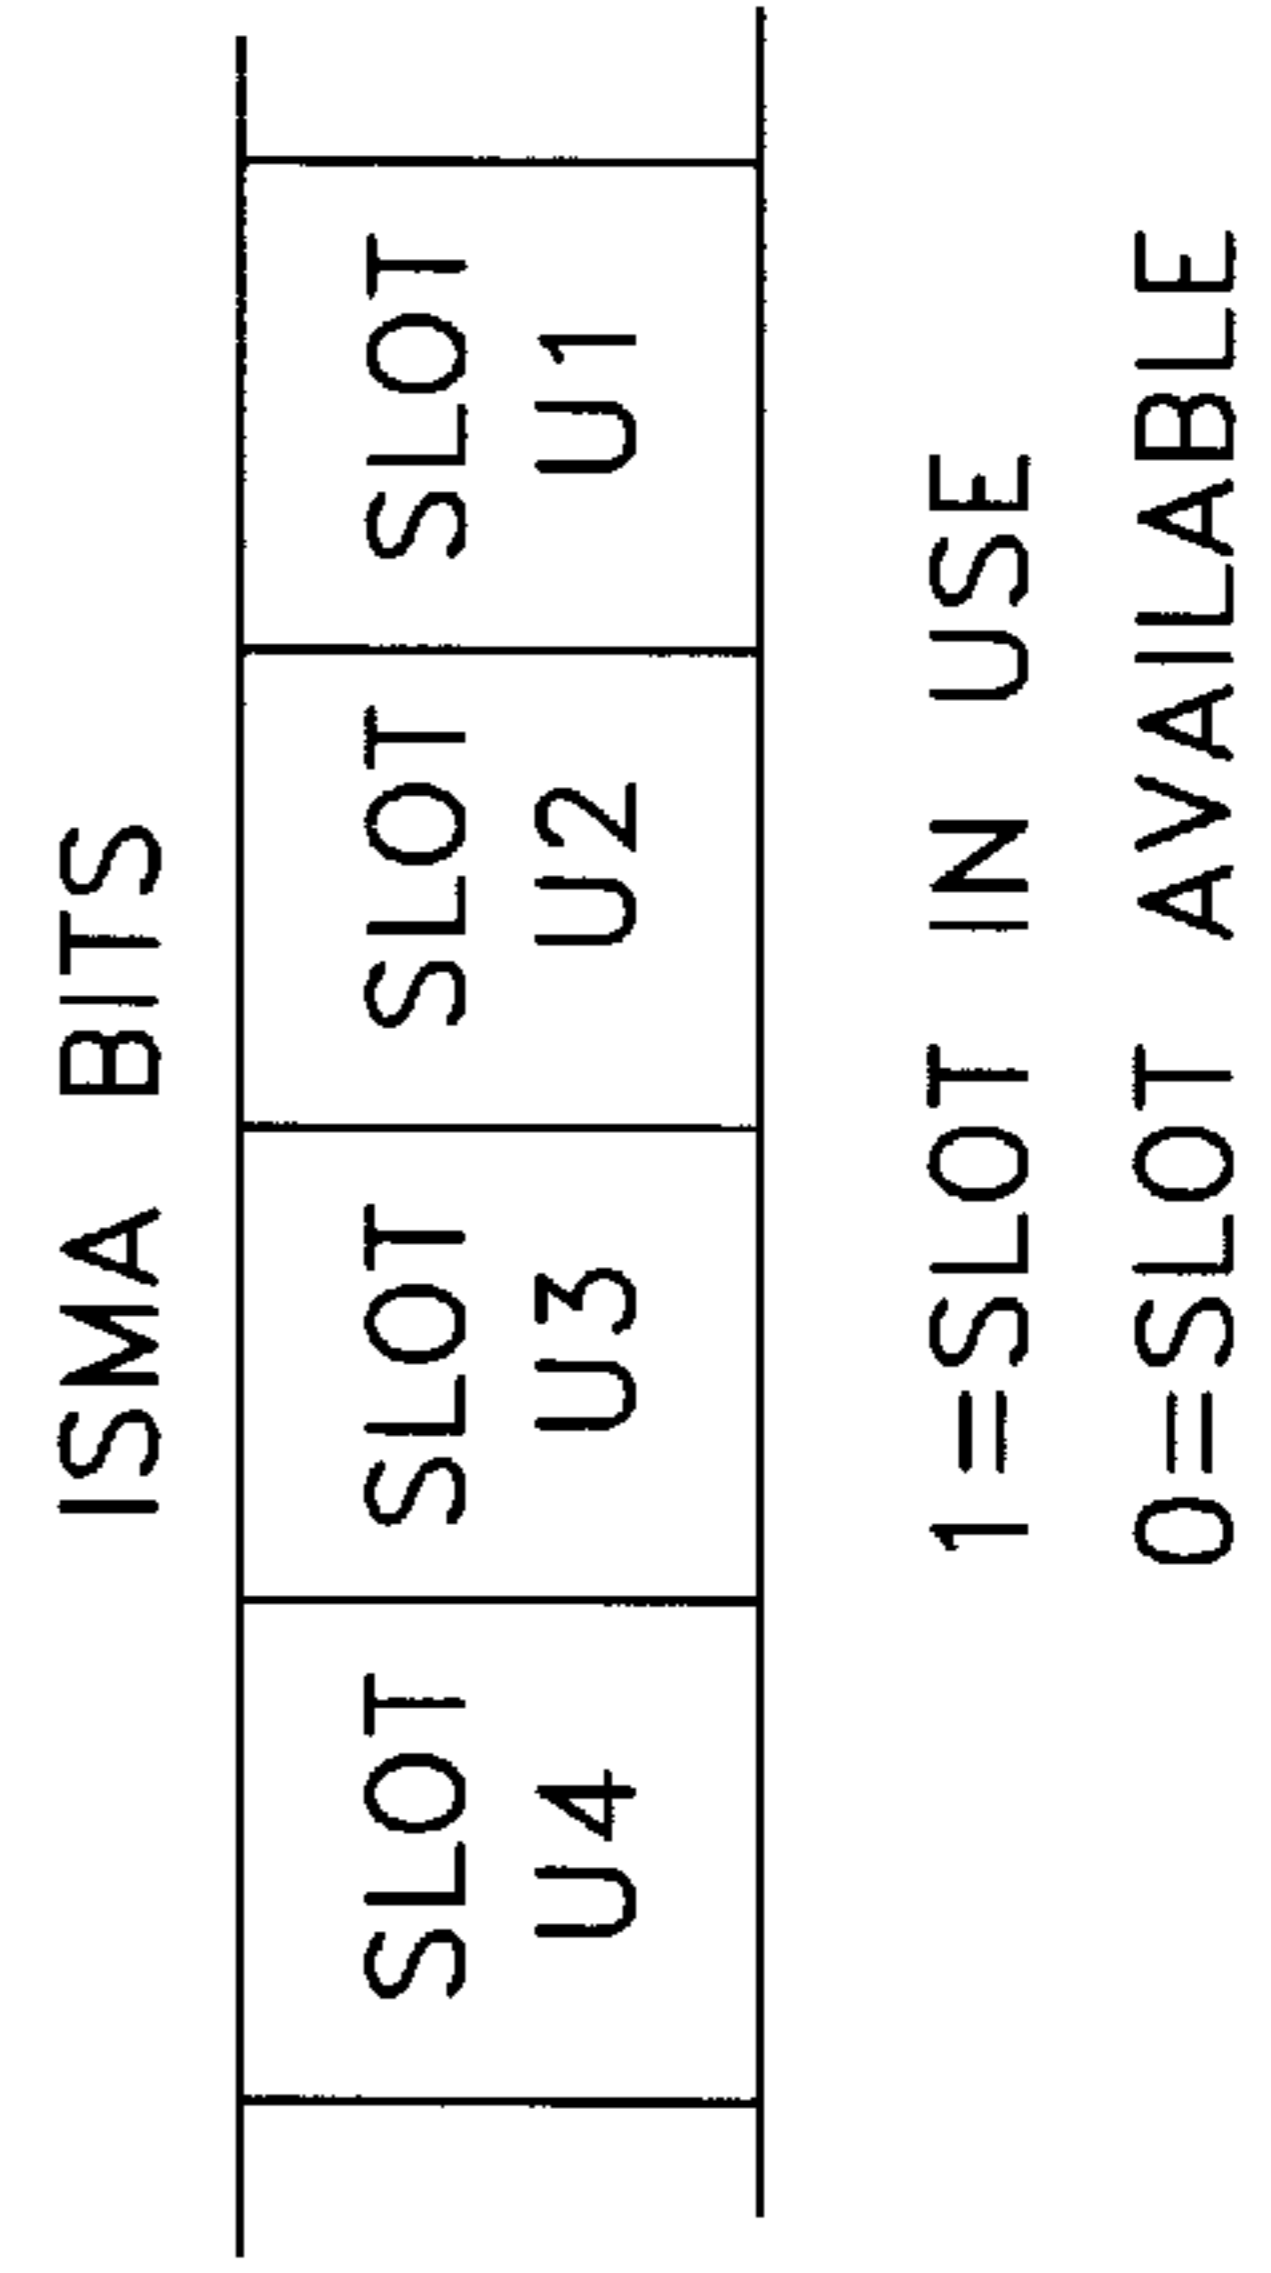 ISMA BITS
SLOT U4
SLOT U3
SLOT U2
SLOT U1
1=SLOT IN USE
0=SLOT AVAILABLE